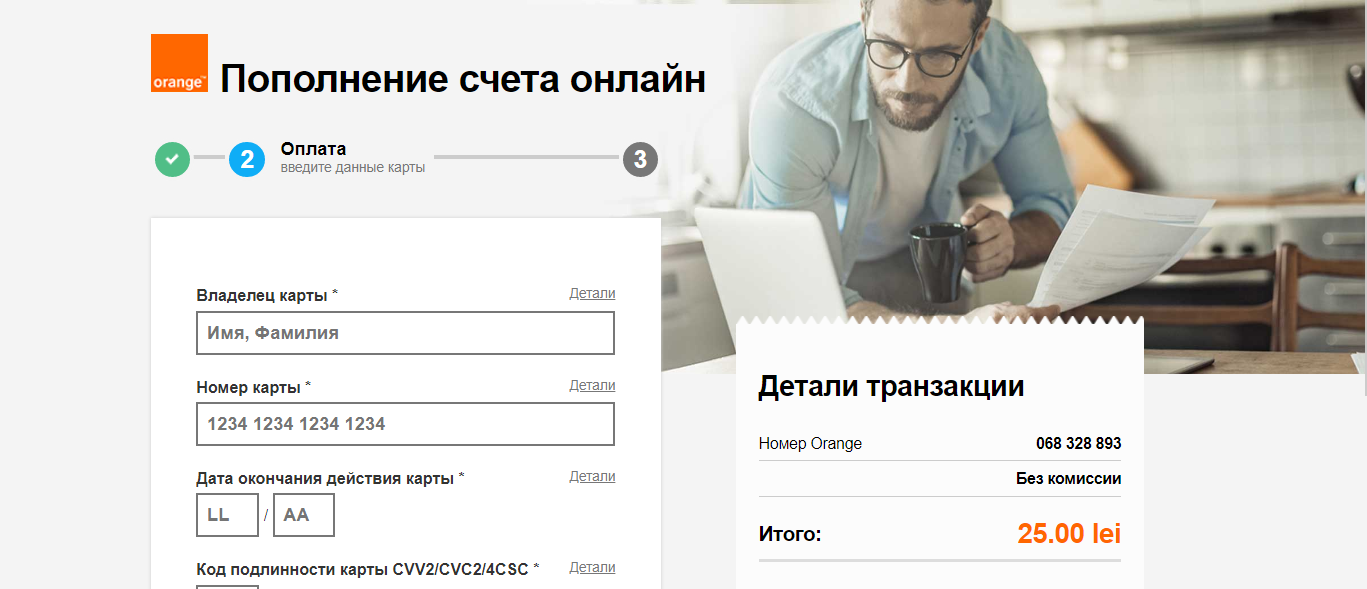 orange™
Пополнение счета онлайн
2
Оплата
введите данные карты
3
Владелец карты *
Детали
Имя, Фамилия
Номер карты *
Детали
1234 1234 1234 1234
Дата окончания действия карты *
Детали
LL / AA
Код подлинности карты CVV2/CVC2/4CSC *
Детали
Детали транзакции
Номер Orange 068 328 893
Без комиссии
Итого: 25.00 lei